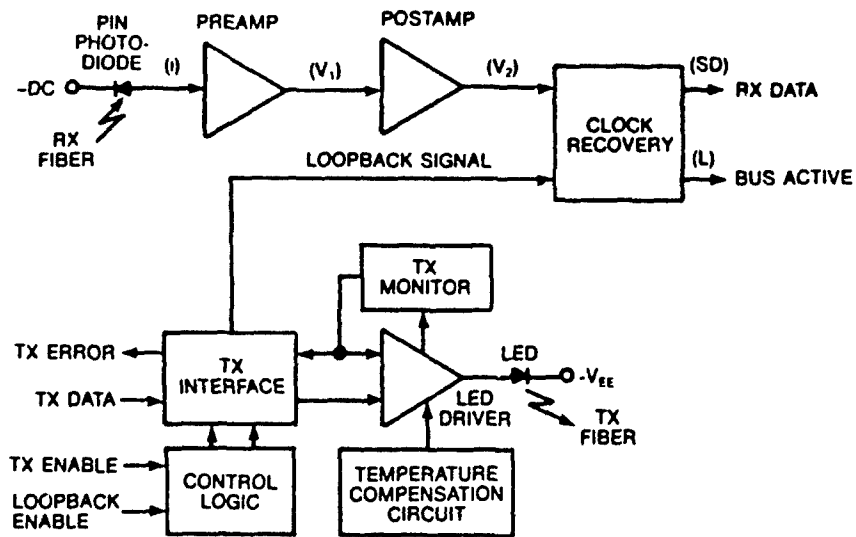 PIN
PHOTO-
DIODE
PREAMP
POSTAMP
-DC
(I)
(V₁)
(V₂)
(SD)
RX DATA
RX
FIBER
CLOCK
RECOVERY
LOOPBACK SIGNAL
(L)
BUS ACTIVE
TX
MONITOR
TX ERROR
TX
INTERFACE
LED
-VEE
TX DATA
LED
DRIVER
TX
FIBER
TX ENABLE
CONTROL
LOGIC
TEMPERATURE
COMPENSATION
CIRCUIT
LOOPBACK
ENABLE